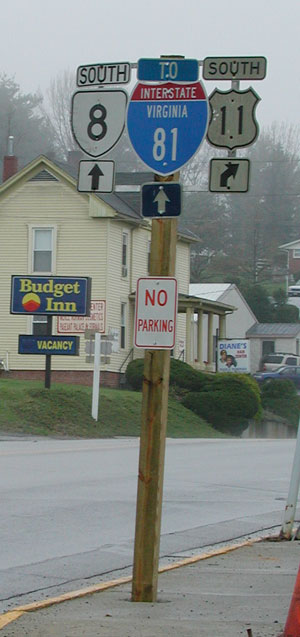 SOUTH
8
TO
INTERSTATE
VIRGINIA
81
SOUTH
11
NO
PARKING
Budget
Inn
VACANCY
DIANE'S